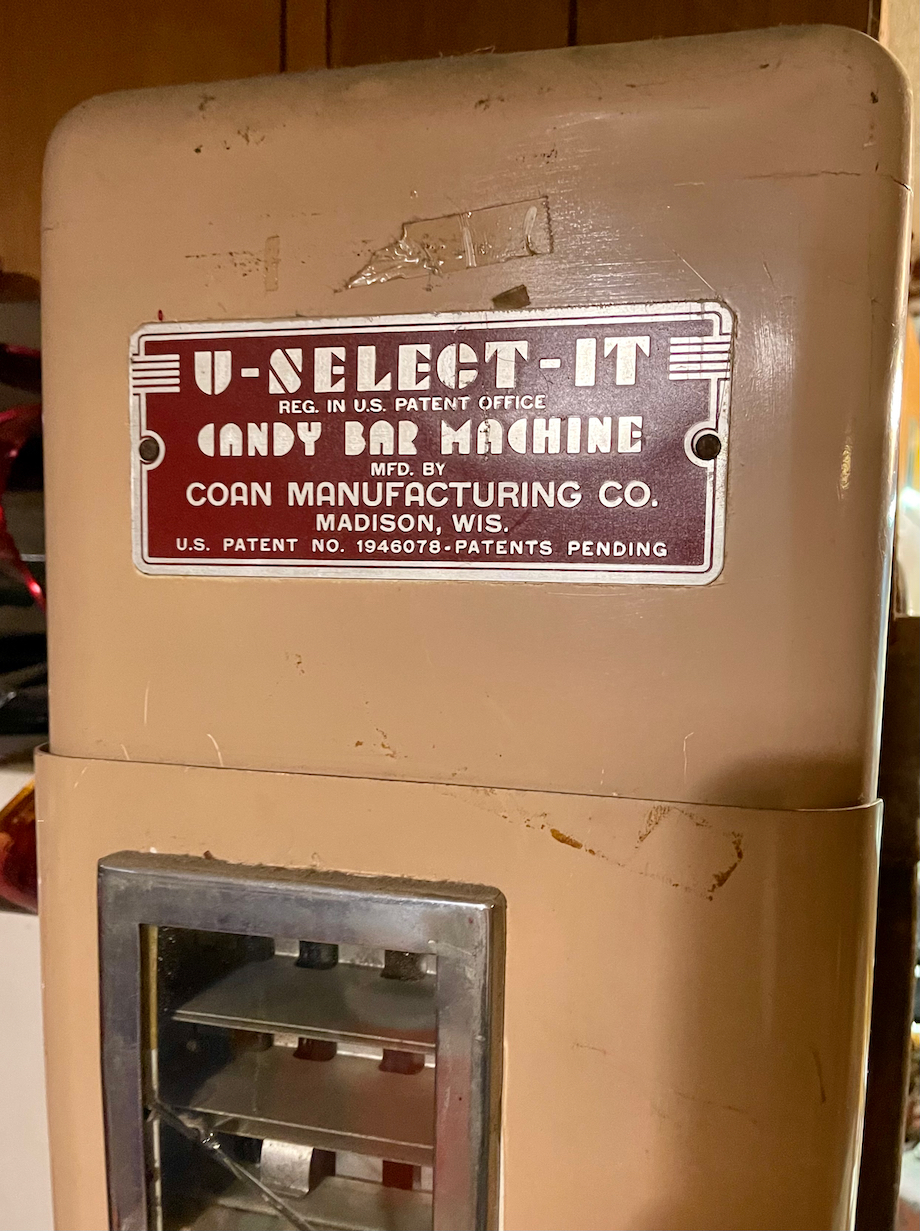 U-SELECT-IT
REG. IN U.S. PATENT OFFICE
CANDY BAR MACHINE
MFD. BY
COAN MANUFACTURING CO.
MADISON, WIS.
U.S. PATENT NO. 1946078-PATENTS PENDING